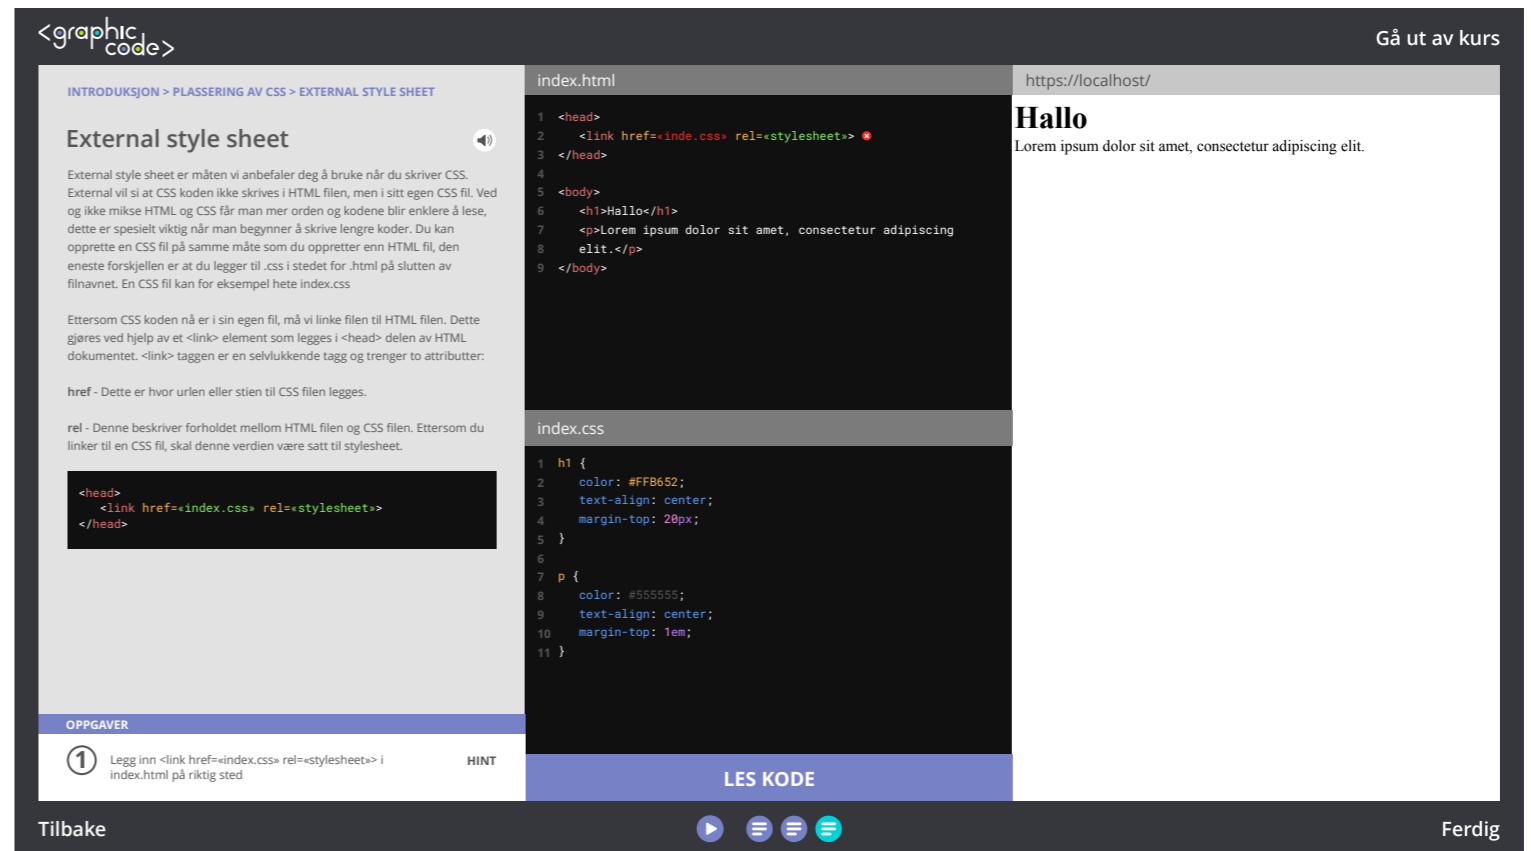 <graphic
code>
Gå ut av kurs
INTRODUKSJON > PLASSERING AV CSS > EXTERNAL STYLE SHEET
External style sheet
External style sheet er måten vi anbefaler deg å bruke når du skriver CSS.
External vil si at CSS koden ikke skrives i HTML filen, men i sitt egen CSS fil. Ved
og ikke mikse HTML og CSS får man mer orden og kodene blir enklere å lese,
dette er spesielt viktig når man begynner å skrive lengre koder. Du kan
opprette en CSS fil på samme måte som du oppretter enn HTML fil, den
eneste forskjellen er at du legger til .css i stedet for .html på slutten av
filnavnet. En CSS fil kan for eksempel hete index.css
Ettersom CSS koden nå er i sin egen fil, må vi linke filen til HTML filen. Dette
gjøres ved hjelp av et <link> element som legges i <head> delen av HTML
dokumentet. <link> taggen er en selvlukkende tagg og trenger to attributter:
href - Dette er hvor urlen eller stien til CSS filen legges.
rel - Denne beskriver forholdet mellom HTML filen og CSS filen. Ettersom du
linker til en CSS fil, skal denne verdien være satt til stylesheet.
<head>
<link href=«index.css» rel=«stylesheet»>
</head>
OPPGAVER
1 Legg inn <link href=«index.css» rel=«stylesheet»> i
index.html på riktig sted
HINT
index.html
1 <head>
2 <link href=«inde.css» rel=«stylesheet»>
3 </head>
4
5 <body>
6 <h1>Hallo</h1>
7 <p>Lorem ipsum dolor sit amet, consectetur adipiscing
8 elit.</p>
9 </body>
index.css
1 h1 {
2 color: #FFB652;
3 text-align: center;
4 margin-top: 20px;
5 }
6
7 p {
8 color: #555555;
9 text-align: center;
10 margin-top: 1em;
11 }
LES KODE
https://localhost/
Hallo
Lorem ipsum dolor sit amet, consectetur adipiscing elit.
Tilbake
Ferdig